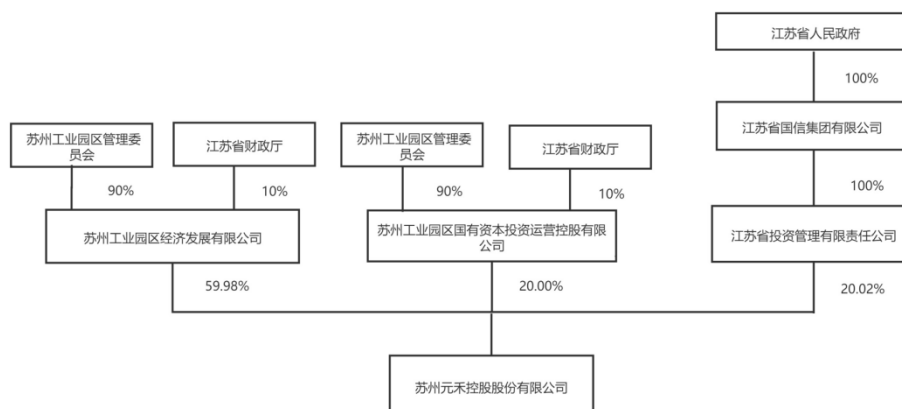 江苏省人民政府
100%
苏州工业园区管理委
员会
江苏省财政厅
苏州工业园区管理委
员会
江苏省财政厅
江苏省国信集团有限公司
90%
10%
90%
10%
100%
苏州工业园区经济发展有限公司
苏州工业园区国有资本投资运营控股有限
公司
江苏省投资管理有限责任公司
59.98%
20.00%
20.02%
苏州元禾控股股份有限公司